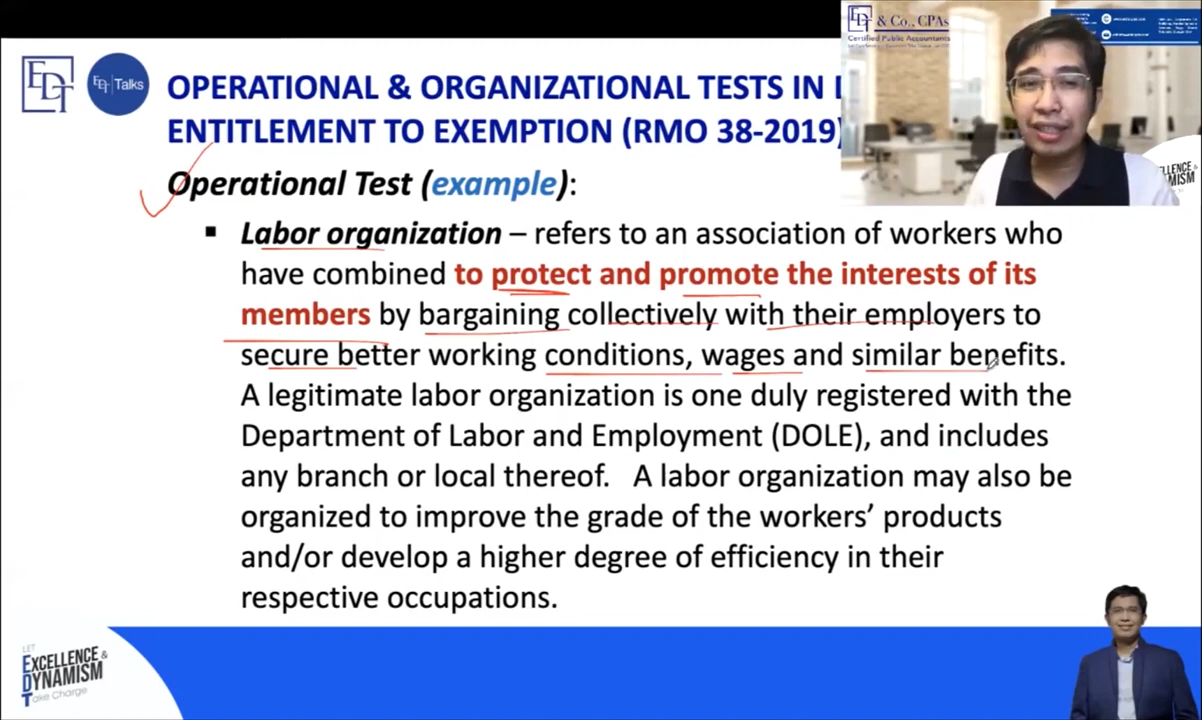 EDT
EDT Talks
& Co., CPAs
Certified Public Accountants
OPERATIONAL & ORGANIZATIONAL TESTS IN
ENTITLEMENT TO EXEMPTION (RMO 38-2019)
Operational Test (example):
▪ Labor organization – refers to an association of workers who
have combined to protect and promote the interests of its
members by bargaining collectively with their employers to
secure better working conditions, wages and similar benefits.
A legitimate labor organization is one duly registered with the
Department of Labor and Employment (DOLE), and includes
any branch or local thereof. A labor organization may also be
organized to improve the grade of the workers’ products
and/or develop a higher degree of efficiency in their
respective occupations.
LET
EXCELLENCE &
DYNAMISM
Take Charge